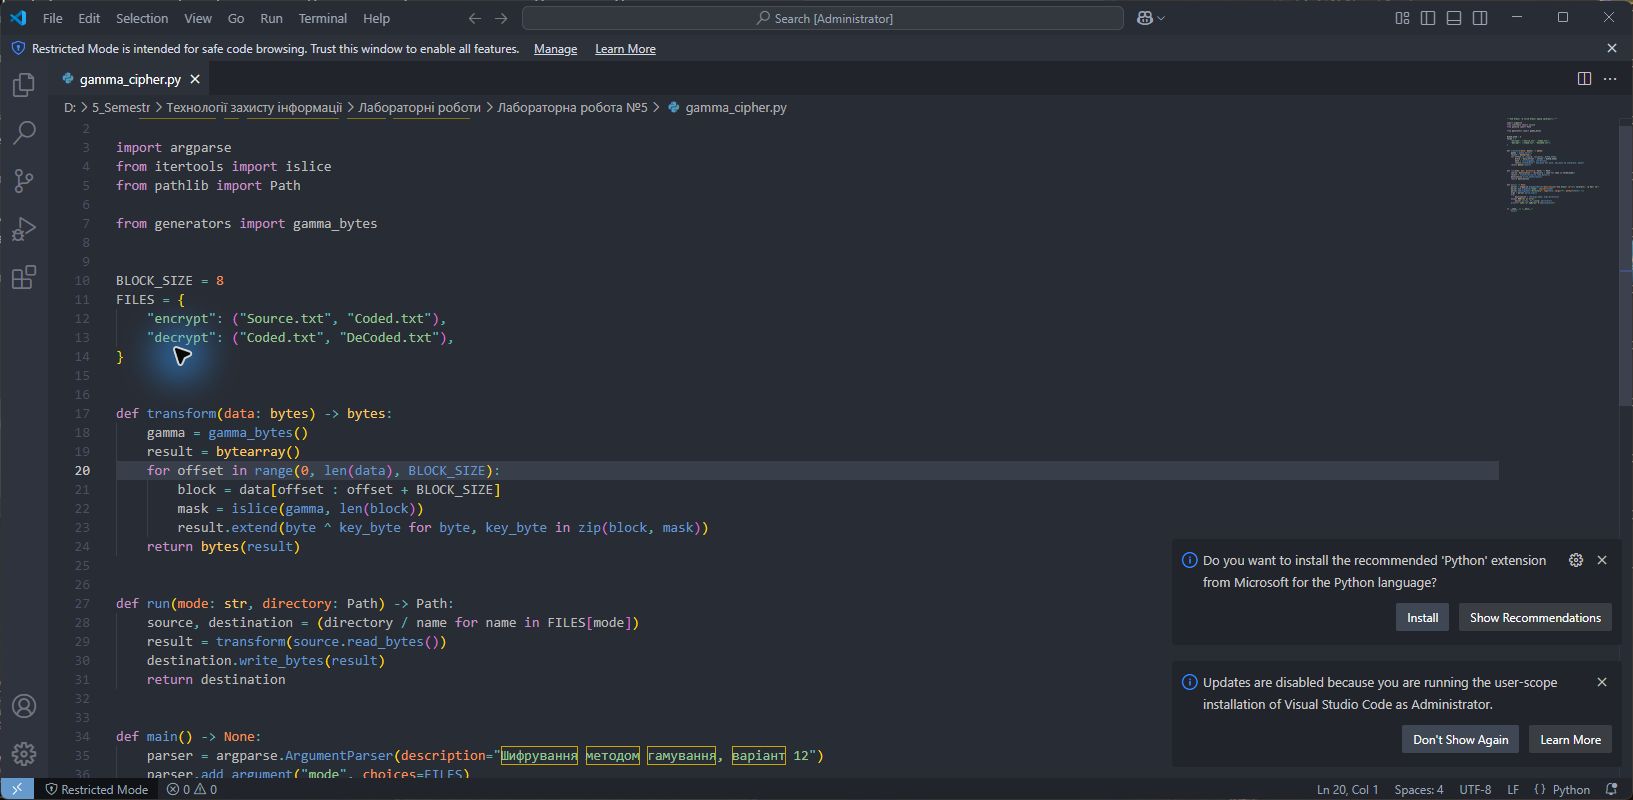 File Edit Selection View Go Run Terminal Help
Search [Administrator]
Restricted Mode is intended for safe code browsing. Trust this window to enable all features. Manage Learn More
gamma_cipher.py
D: > 5_Semestr > Технології захисту інформації > Лабораторні роботи > Лабораторна робота №5 > gamma_cipher.py
2
3 import argparse
4 from itertools import islice
5 from pathlib import Path
6
7 from generators import gamma_bytes
8
9
10 BLOCK_SIZE = 8
11 FILES = {
12 "encrypt": ("Source.txt", "Coded.txt"),
13 "decrypt": ("Coded.txt", "DeCoded.txt"),
14 }
15
16
17 def transform(data: bytes) -> bytes:
18 gamma = gamma_bytes()
19 result = bytearray()
20 for offset in range(0, len(data), BLOCK_SIZE):
21 block = data[offset : offset + BLOCK_SIZE]
22 mask = islice(gamma, len(block))
23 result.extend(byte ^ key_byte for byte, key_byte in zip(block, mask))
24 return bytes(result)
25
26
27 def run(mode: str, directory: Path) -> Path:
28 source, destination = (directory / name for name in FILES[mode])
29 result = transform(source.read_bytes())
30 destination.write_bytes(result)
31 return destination
32
33
34 def main() -> None:
35 parser = argparse.ArgumentParser(description="Шифрування методом гамування, варіант 12")
36 parser.add_argument("mode", choices=FILES)
Do you want to install the recommended 'Python' extension
from Microsoft for the Python language?
Install Show Recommendations
Updates are disabled because you are running the user-scope
installation of Visual Studio Code as Administrator.
Don't Show Again Learn More
Restricted Mode 0 0 Ln 20, Col 1 Spaces: 4 UTF-8 LF {} Python